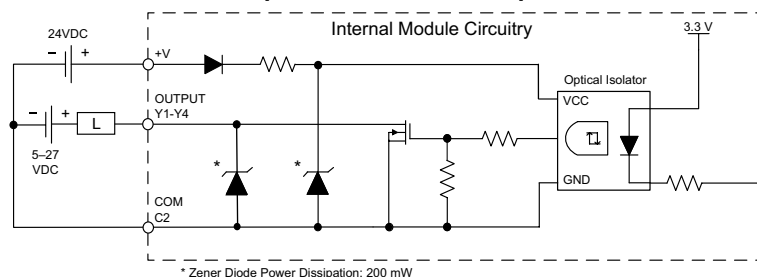 Internal Module Circuitry
24VDC
3.3 V
− +
+V
Optical Isolator
OUTPUT
Y1-Y4
VCC
− +
L
5–27
VDC
*
*
COM
C2
GND
* Zener Diode Power Dissipation: 200 mW